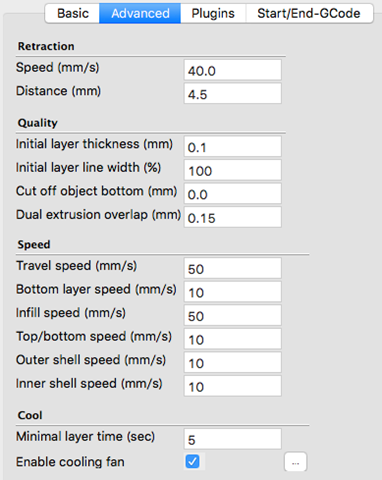 Basic Advanced Plugins Start/End-GCode
Retraction
Speed (mm/s) 40.0
Distance (mm) 4.5
Quality
Initial layer thickness (mm) 0.1
Initial layer line width (%) 100
Cut off object bottom (mm) 0.0
Dual extrusion overlap (mm) 0.15
Speed
Travel speed (mm/s) 50
Bottom layer speed (mm/s) 10
Infill speed (mm/s) 50
Top/bottom speed (mm/s) 10
Outer shell speed (mm/s) 10
Inner shell speed (mm/s) 10
Cool
Minimal layer time (sec) 5
Enable cooling fan ...